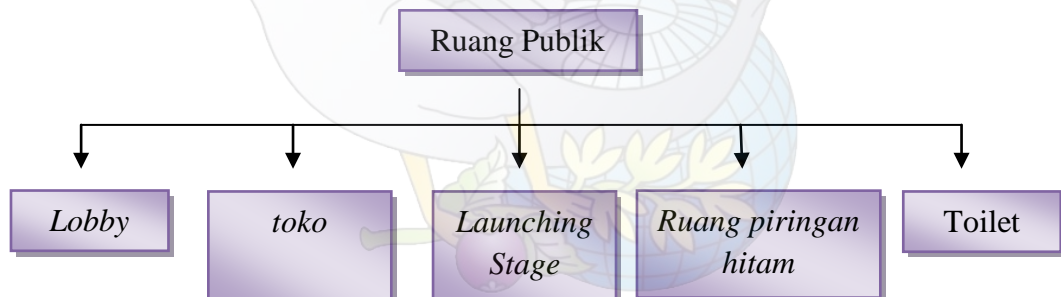 Ruang Publik
Lobby
toko
Launching
Stage
Ruang piringan
hitam
Toilet